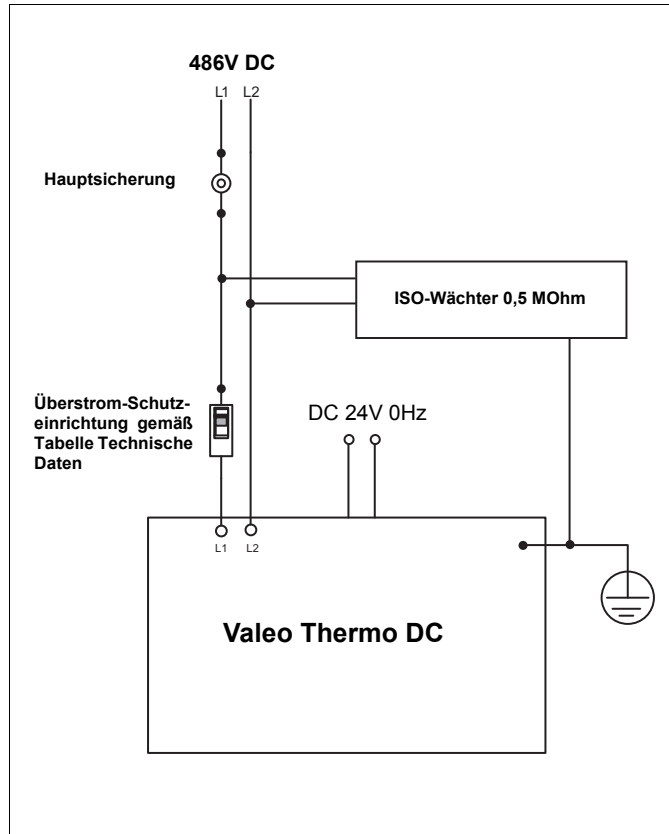 486V DC
L1 L2
Hauptsicherung
ISO-Wächter 0,5 MOhm
Überstrom-Schutz-
einrichtung gemäß
Tabelle Technische
Daten
DC 24V 0Hz
L1 L2
Valeo Thermo DC